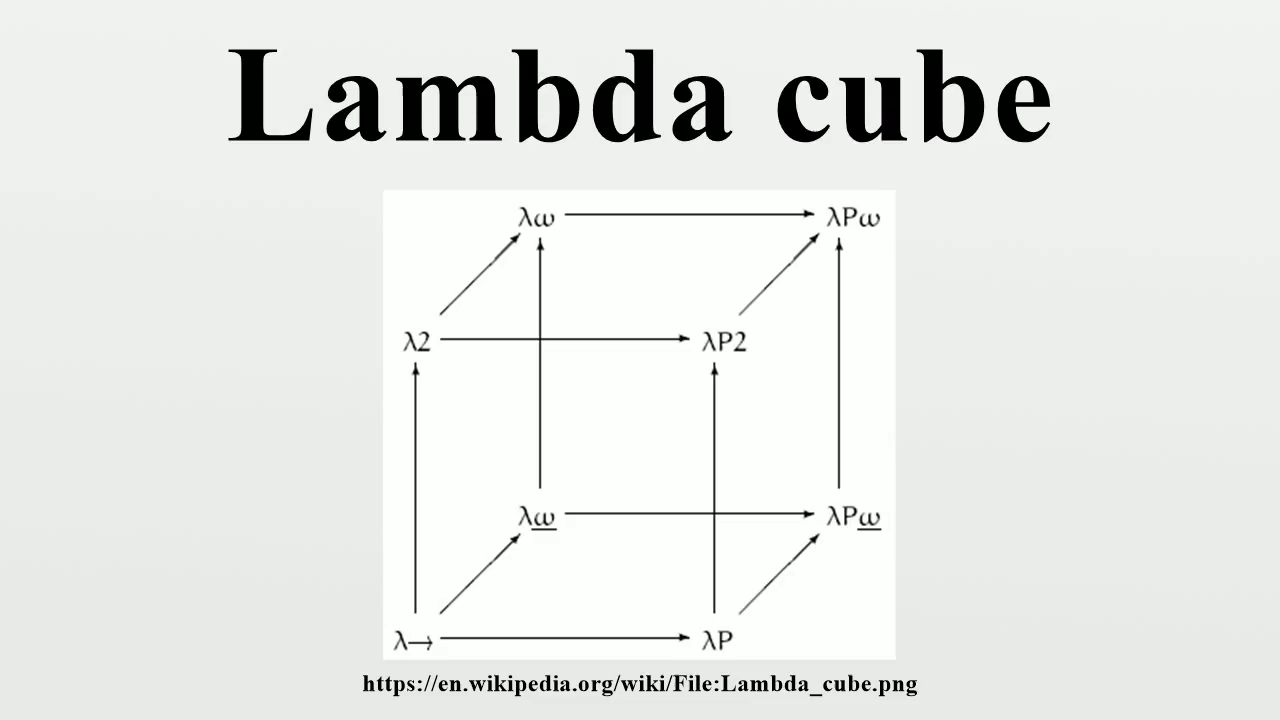 Lambda cube
λω λPω
λ2 λP2
λω̲ λPω̲
λ→ λP
https://en.wikipedia.org/wiki/File:Lambda_cube.png